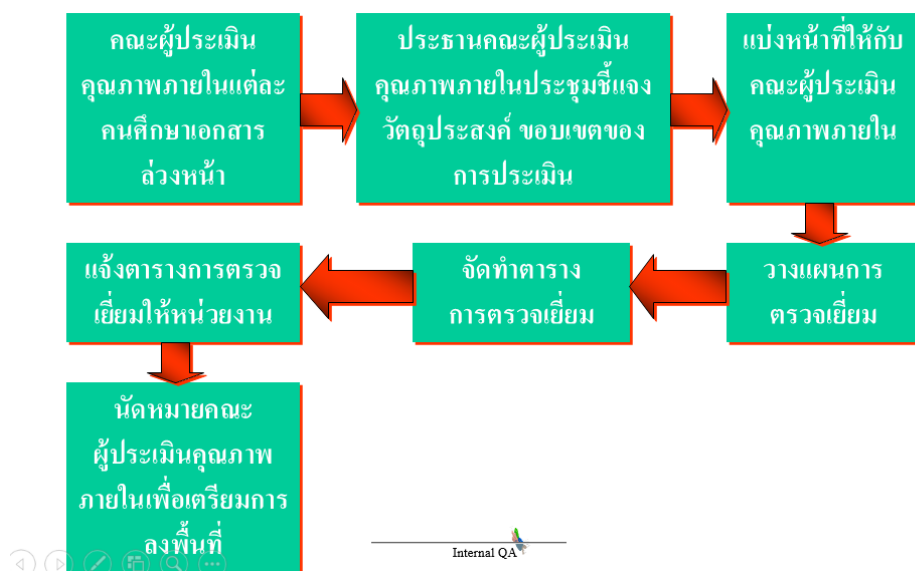 คณะผู้ประเมิน
คุณภาพภายในแต่ละ
คนศึกษาเอกสาร
ล่วงหน้า
ประธานคณะผู้ประเมิน
คุณภาพภายในประชุมชี้แจง
วัตถุประสงค์ ขอบเขตของ
การประเมิน
แบ่งหน้าที่ให้กับ
คณะผู้ประเมิน
คุณภาพภายใน
วางแผนการ
ตรวจเยี่ยม
จัดทำตาราง
การตรวจเยี่ยม
แจ้งตารางการตรวจ
เยี่ยมให้หน่วยงาน
นัดหมายคณะ
ผู้ประเมินคุณภาพ
ภายในเพื่อเตรียมการ
ลงพื้นที่
Internal QA